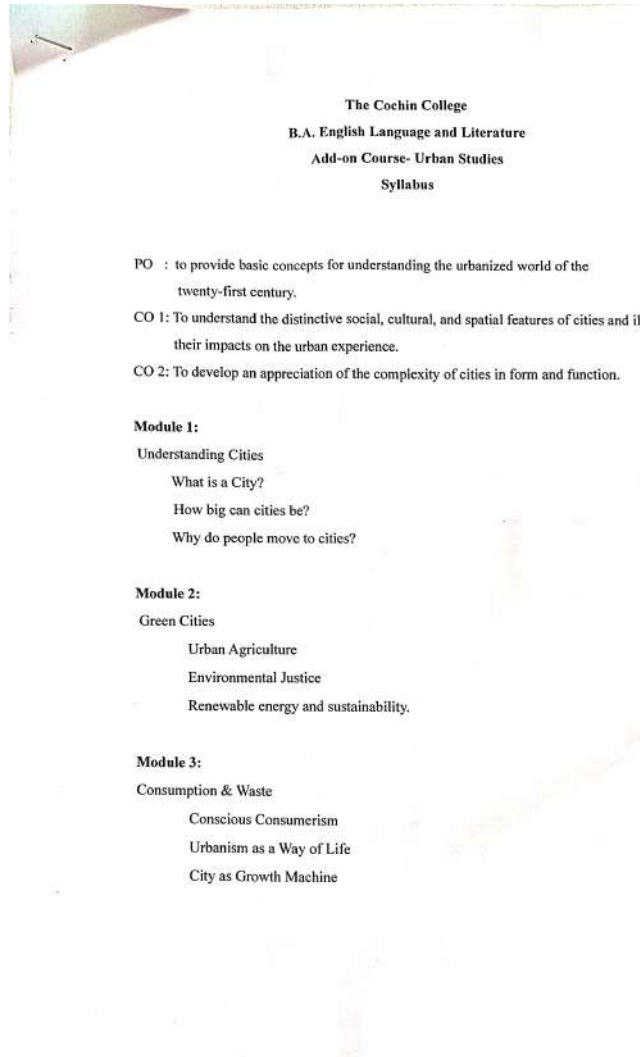 The Cochin College
B.A. English Language and Literature
Add-on Course- Urban Studies
Syllabus
PO : to provide basic concepts for understanding the urbanized world of the
twenty-first century.
CO 1: To understand the distinctive social, cultural, and spatial features of cities and
their impacts on the urban experience.
CO 2: To develop an appreciation of the complexity of cities in form and function.
Module 1:
Understanding Cities
What is a City?
How big can cities be?
Why do people move to cities?
Module 2:
Green Cities
Urban Agriculture
Environmental Justice
Renewable energy and sustainability.
Module 3:
Consumption & Waste
Conscious Consumerism
Urbanism as a Way of Life
City as Growth Machine